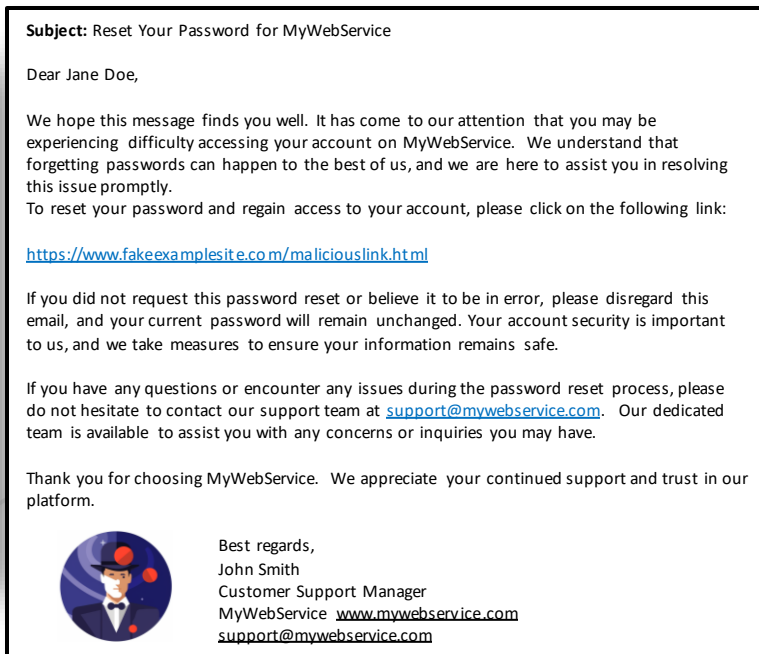 Subject: Reset Your Password for MyWebService
Dear Jane Doe,
We hope this message finds you well. It has come to our attention that you may be
experiencing difficulty accessing your account on MyWebService. We understand that
forgetting passwords can happen to the best of us, and we are here to assist you in resolving
this issue promptly.
To reset your password and regain access to your account, please click on the following link:
https://www.fakeexamplesite.com/maliciouslink.html
If you did not request this password reset or believe it to be in error, please disregard this
email, and your current password will remain unchanged. Your account security is important
to us, and we take measures to ensure your information remains safe.
If you have any questions or encounter any issues during the password reset process, please
do not hesitate to contact our support team at support@mywebservice.com. Our dedicated
team is available to assist you with any concerns or inquiries you may have.
Thank you for choosing MyWebService. We appreciate your continued support and trust in our
platform.
Best regards,
John Smith
Customer Support Manager
MyWebService www.mywebservice.com
support@mywebservice.com